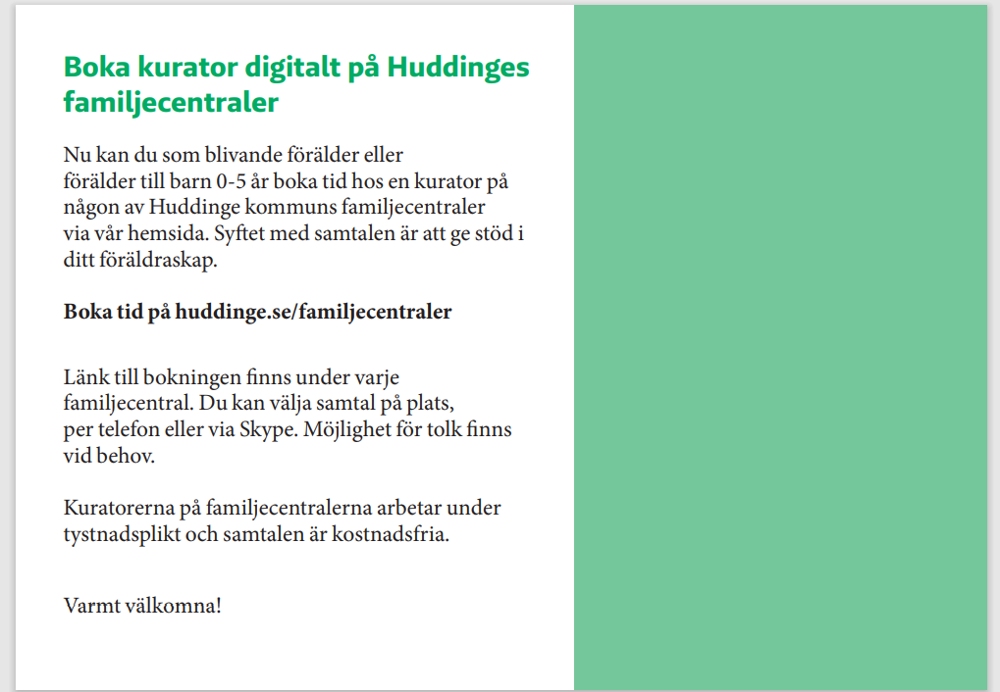 Boka kurator digitalt på Huddinges
familjecentraler
Nu kan du som blivande förälder eller
förälder till barn 0-5 år boka tid hos en kurator på
någon av Huddinge kommuns familjecentraler
via vår hemsida. Syftet med samtalen är att ge stöd i
ditt föräldraskap.
Boka tid på huddinge.se/familjecentraler
Länk till bokningen finns under varje
familjecentral. Du kan välja samtal på plats,
per telefon eller via Skype. Möjlighet för tolk finns
vid behov.
Kuratorerna på familjecentralerna arbetar under
tystnadsplikt och samtalen är kostnadsfria.
Varmt välkomna!